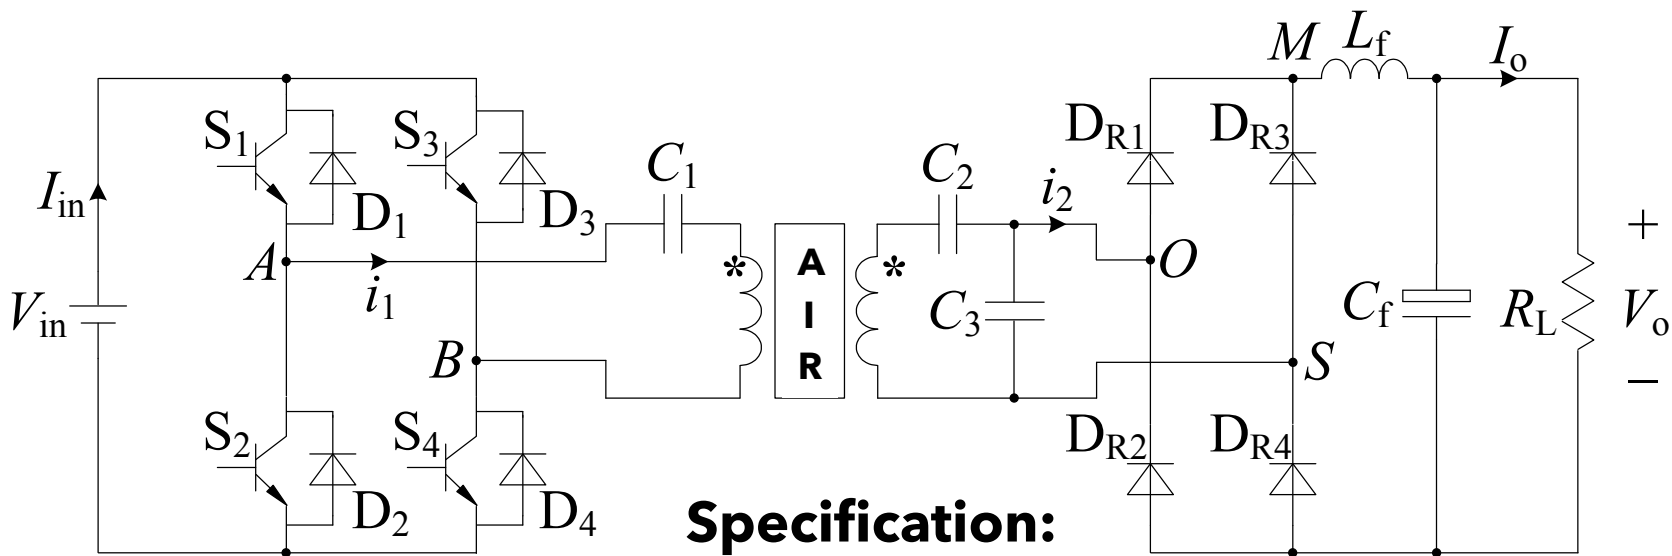 M L_f I_o
S_1 S_3 D_R1 D_R3
C_1 C_2
I_in i_2
D_1 D_3
+
* A *
A O
i_1
V_in I C_3 C_f R_L V_o
B R S
−
S_2 S_4 D_R2 D_R4
D_2 D_4
Specification: